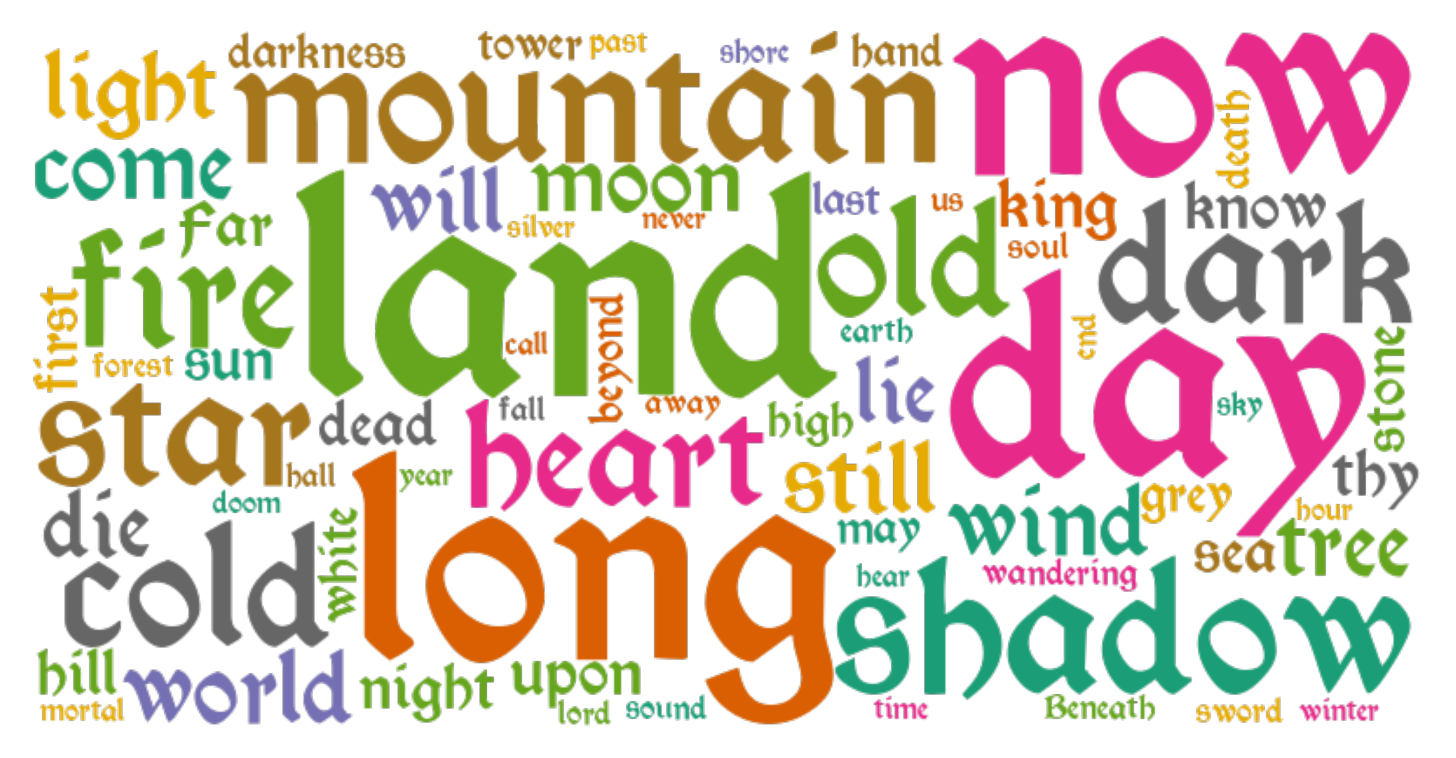 light
darkness
tower
past
shore
hand
now
mountain
come
death
will
moon
last
us
king
know
far
silver
never
soul
dark
fire
land
old
first
forest
sun
call
beyond
earth
end
day
stone
star
dead
fall
away
high
lie
sky
heart
hall
year
still
thy
doom
die
white
long
may
wind
grey
hour
sea
tree
cold
hear
wandering
shadow
hill
world
night
upon
mortal
lord
sound
time
Beneath
sword
winter